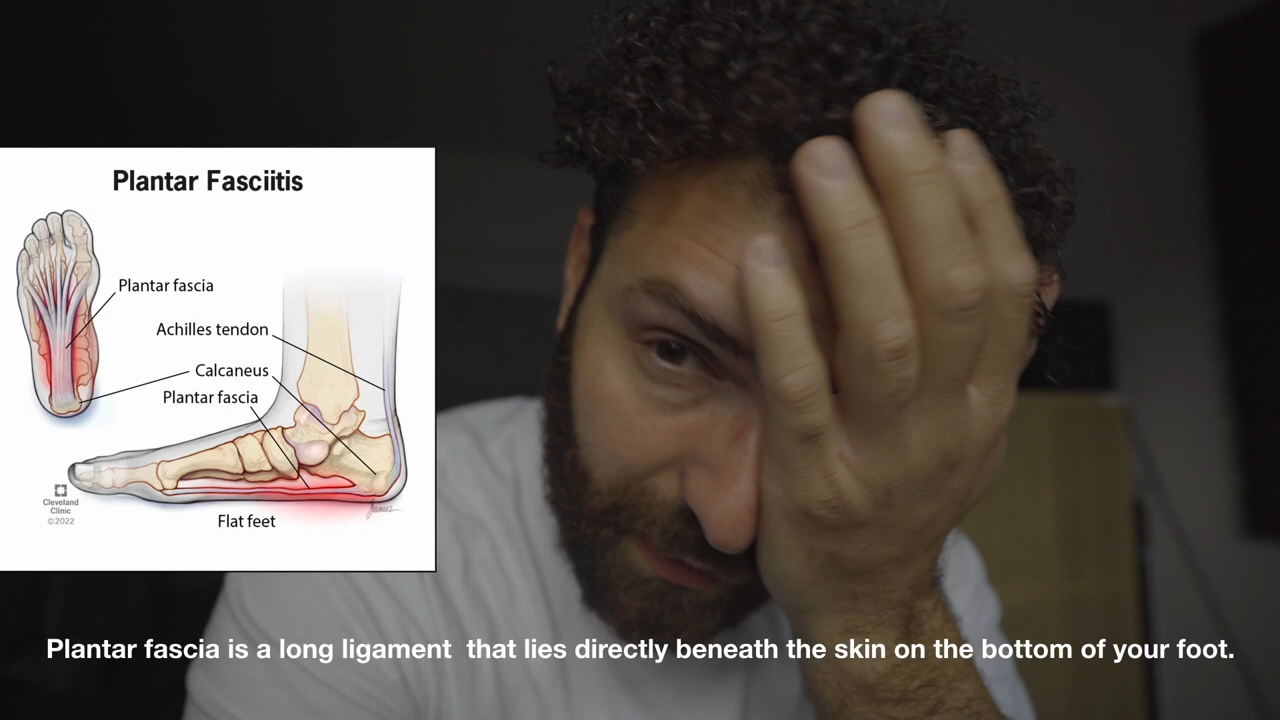 Plantar Fasciitis
Plantar fascia
Achilles tendon
Calcaneus
Plantar fascia
Cleveland
Clinic
©2022
Flat feet
Plantar fascia is a long ligament  that lies directly beneath the skin on the bottom of your foot.